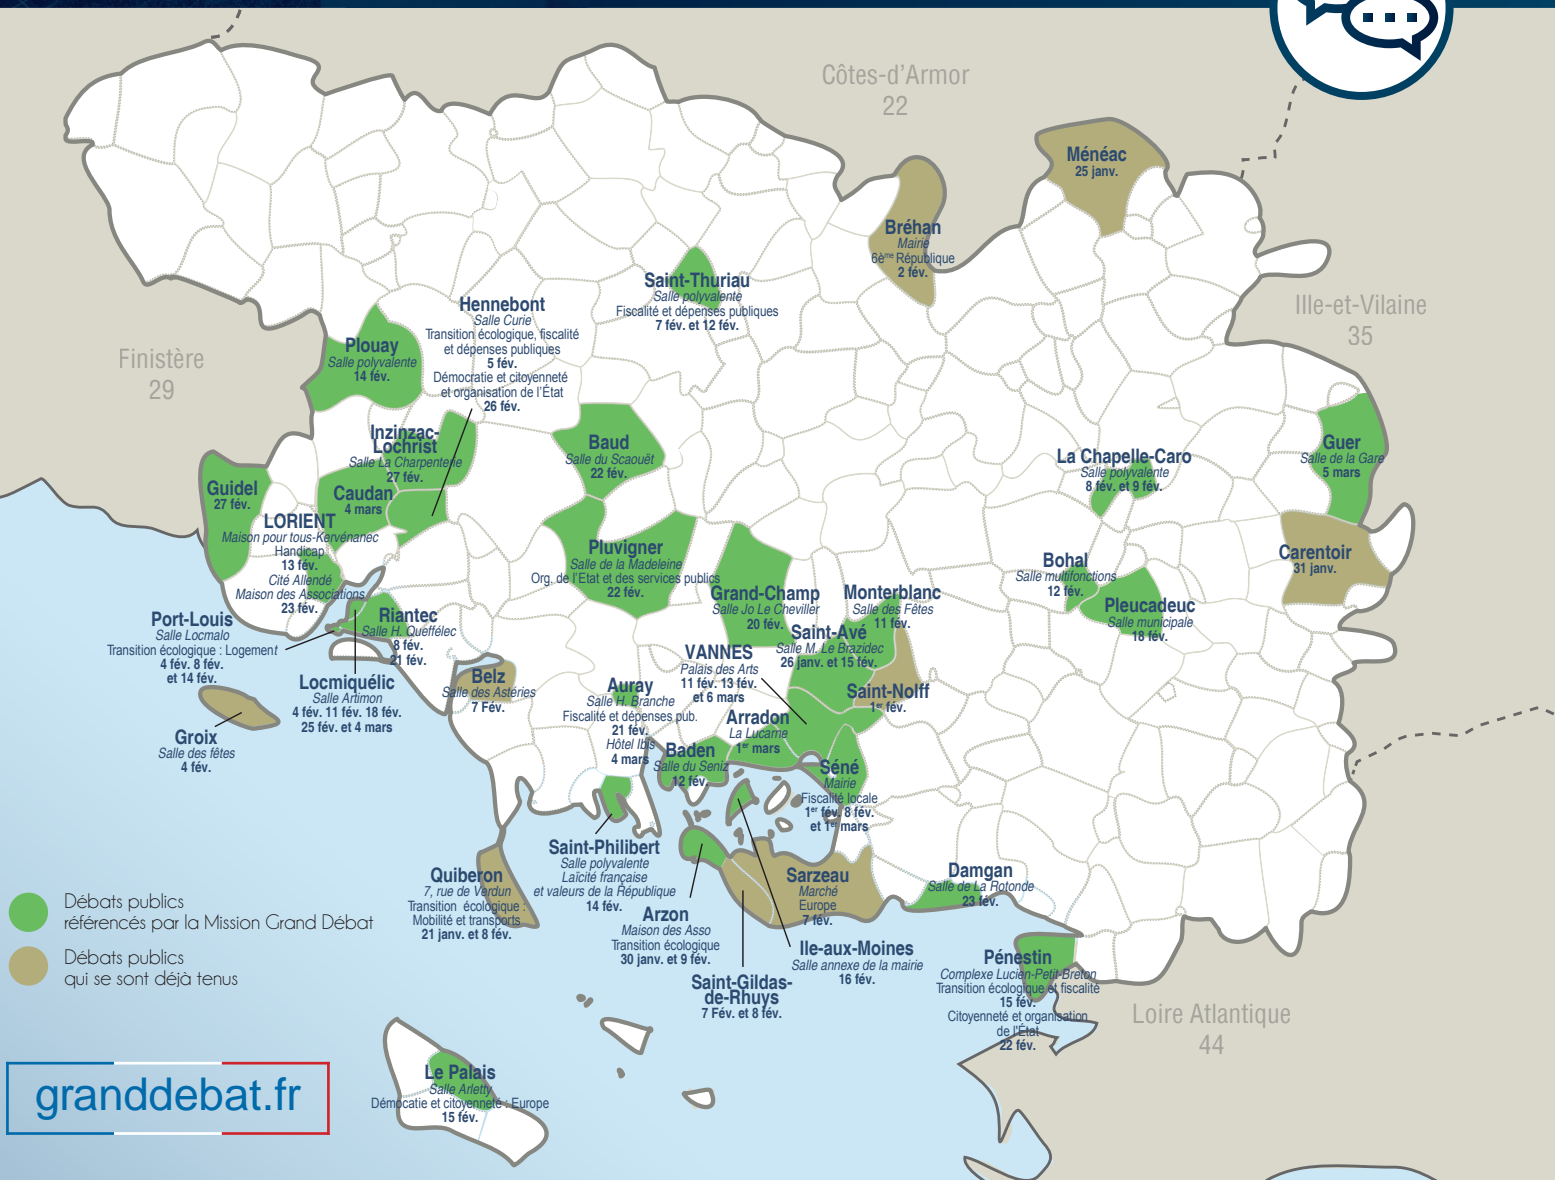 Côtes-d'Armor
22
Ménéac
25 janv.
Bréhan
Mairie
6ème République
2 fév.
Saint-Thuriau
Salle polyvalente
Fiscalité et dépenses publiques
7 fév. et 12 fév.
Hennebont
Salle Curie
Transition écologique, fiscalité
et dépenses publiques
5 fév.
Démocratie et citoyenneté
et organisation de l'État
26 fév.
Ille-et-Vilaine
35
Finistère
29
Plouay
Salle polyvalente
14 fév.
Inzinzac-
Lochrist
Salle La Charpenterie
27 fév.
Baud
Salle du Scaouët
22 fév.
La Chapelle-Caro
Salle polyvalente
8 fév. et 9 fév.
Guer
Salle de la Gare
5 mars
Guidel
27 fév.
Caudan
4 mars
LORIENT
Maison pour tous-Kervénanec
Handicap
13 fév.
Cité Allendé
Maison des Associations
23 fév.
Pluvigner
Salle de la Madeleine
Org. de l'Etat et des services publics
22 fév.
Carentoir
31 janv.
Bohal
Salle multifonctions
12 fév.
Pleucadeuc
Salle municipale
18 fév.
Grand-Champ
Salle Jo Le Cheviller
20 fév.
Monterblanc
Salle des Fêtes
11 fév.
Saint-Avé
Salle M. Le Brazidec
26 janv. et 15 fév.
Port-Louis
Salle Locmalo
Transition écologique : Logement
4 fév. 8 fév.
et 14 fév.
Riantec
Salle H. Queffélec
8 fév.
21 fév.
VANNES
Palais des Arts
11 fév. 13 fév.
et 6 mars
Locmiquélic
Salle Artimon
4 fév. 11 fév. 18 fév.
25 fév. et 4 mars
Belz
Salle des Astéries
7 Fév.
Auray
Salle H. Branche
Fiscalité et dépenses pub.
21 fév.
Hôtel Ibis
4 mars
Saint-Nolff
1er fév.
Arradon
La Lucarne
1er mars
Groix
Salle des fêtes
4 fév.
Baden
Salle du Seniz
12 fév.
Séné
Mairie
Fiscalité locale
1er fév. 8 fév.
et 1er mars
Saint-Philibert
Salle polyvalente
Laïcité française
et valeurs de la République
14 fév.
Quiberon
7, rue de Verdun
Transition écologique :
Mobilité et transports
21 janv. et 8 fév.
Sarzeau
Marché
Europe
7 fév.
Damgan
Salle de La Rotonde
23 fév.
Arzon
Maison des Asso
Transition écologique
30 janv. et 9 fév.
Ile-aux-Moines
Salle annexe de la mairie
16 fév.
Saint-Gildas-
de-Rhuys
7 Fév. et 8 fév.
Pénestin
Complexe Lucien-Petit-Breton
Transition écologique et fiscalité
15 fév.
Citoyenneté et organisation
de l'État
22 fév.
Loire Atlantique
44
Débats publics
référencés par la Mission Grand Débat
Débats publics
qui se sont déjà tenus
Le Palais
Salle Arletty
Démocatie et citoyenneté : Europe
15 fév.
granddebat.fr